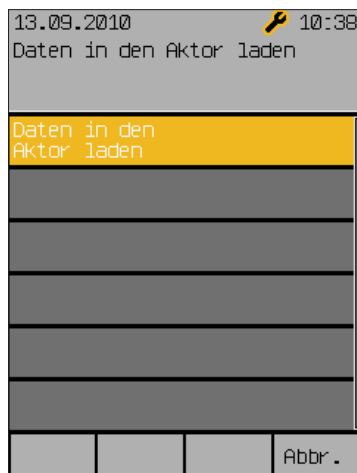 13.09.2010 10:38
Daten in den Aktor laden
Daten in den
Aktor laden
Abbr.